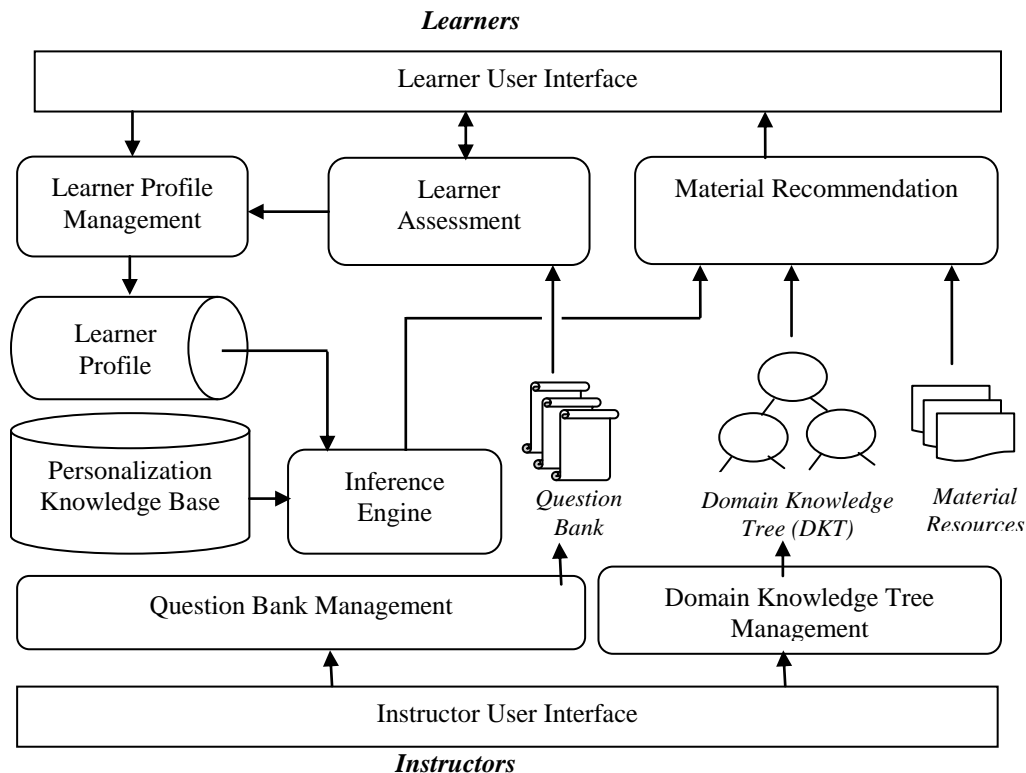 Learners
Learner User Interface
Learner Profile
Management
Learner
Assessment
Material Recommendation
Learner
Profile
Personalization
Knowledge Base
Inference
Engine
Question
Bank
Domain Knowledge
Tree (DKT)
Material
Resources
Question Bank Management
Domain Knowledge Tree
Management
Instructor User Interface
Instructors